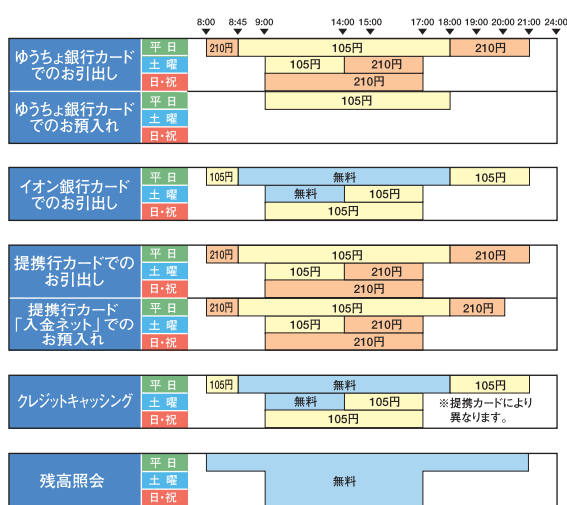 8:00 8:45 9:00 14:00 15:00 17:00 18:00 19:00 20:00 21:00 24:00
ゆうちょ銀行カード
でのお引出し
平日 210円 105円 210円
土曜 105円 210円
日・祝 210円
ゆうちょ銀行カード
でのお預入れ
平日 105円
土曜
日・祝
イオン銀行カード
でのお引出し
平日 105円 無料 105円
土曜 無料 105円
日・祝 105円
提携行カードでの
お引出し
平日 210円 105円 210円
土曜 105円 210円
日・祝 210円
提携行カード
「入金ネット」での
お預入れ
平日 210円 105円 210円
土曜 105円 210円
日・祝 210円
クレジットキャッシング
平日 105円 無料 105円
土曜 無料 105円
日・祝 105円
※提携カードにより
異なります。
残高照会
平日
土曜 無料
日・祝